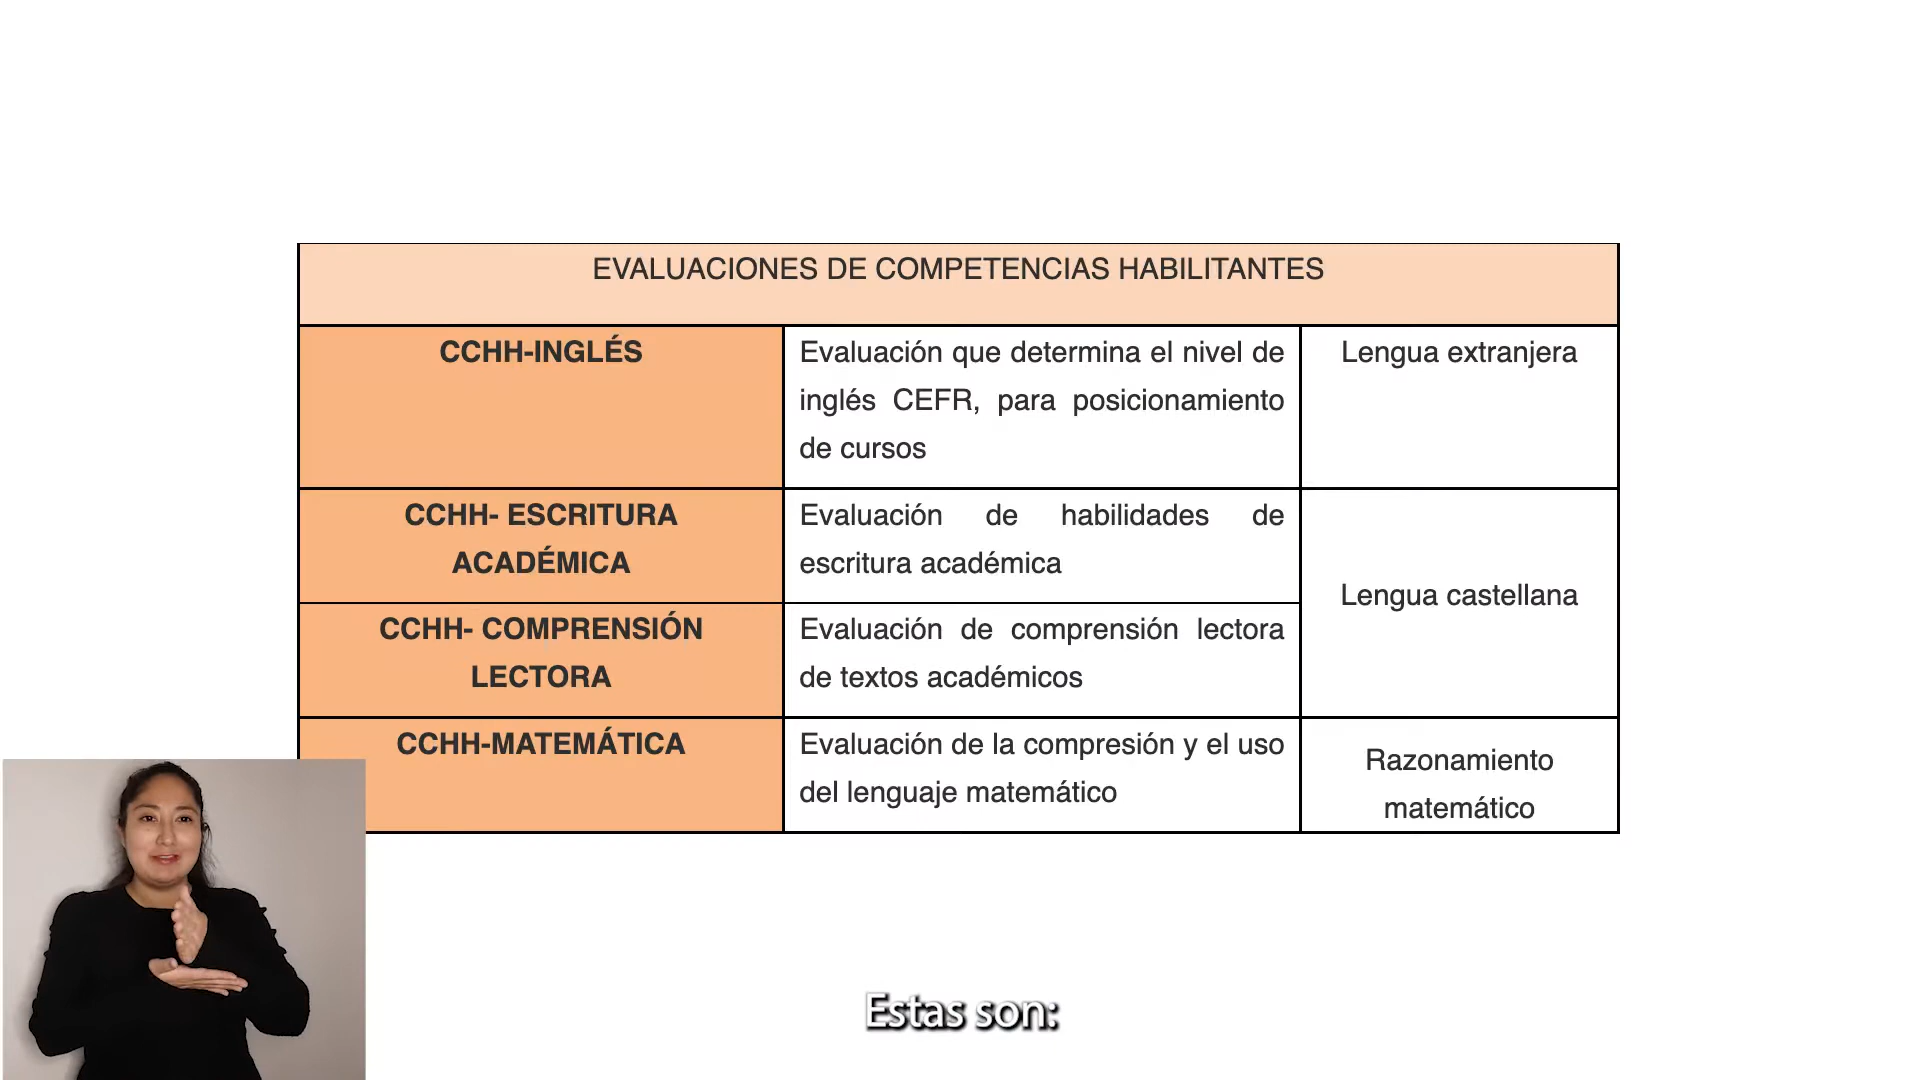 EVALUACIONES DE COMPETENCIAS HABILITANTES
CCHH-INGLÉS
Evaluación que determina el nivel de
inglés CEFR, para posicionamiento
de cursos
Lengua extranjera
CCHH- ESCRITURA
ACADÉMICA
Evaluación de habilidades de
escritura académica
Lengua castellana
CCHH- COMPRENSIÓN
LECTORA
Evaluación de comprensión lectora
de textos académicos
CCHH-MATEMÁTICA
Evaluación de la compresión y el uso
del lenguaje matemático
Razonamiento
matemático
Estas son: